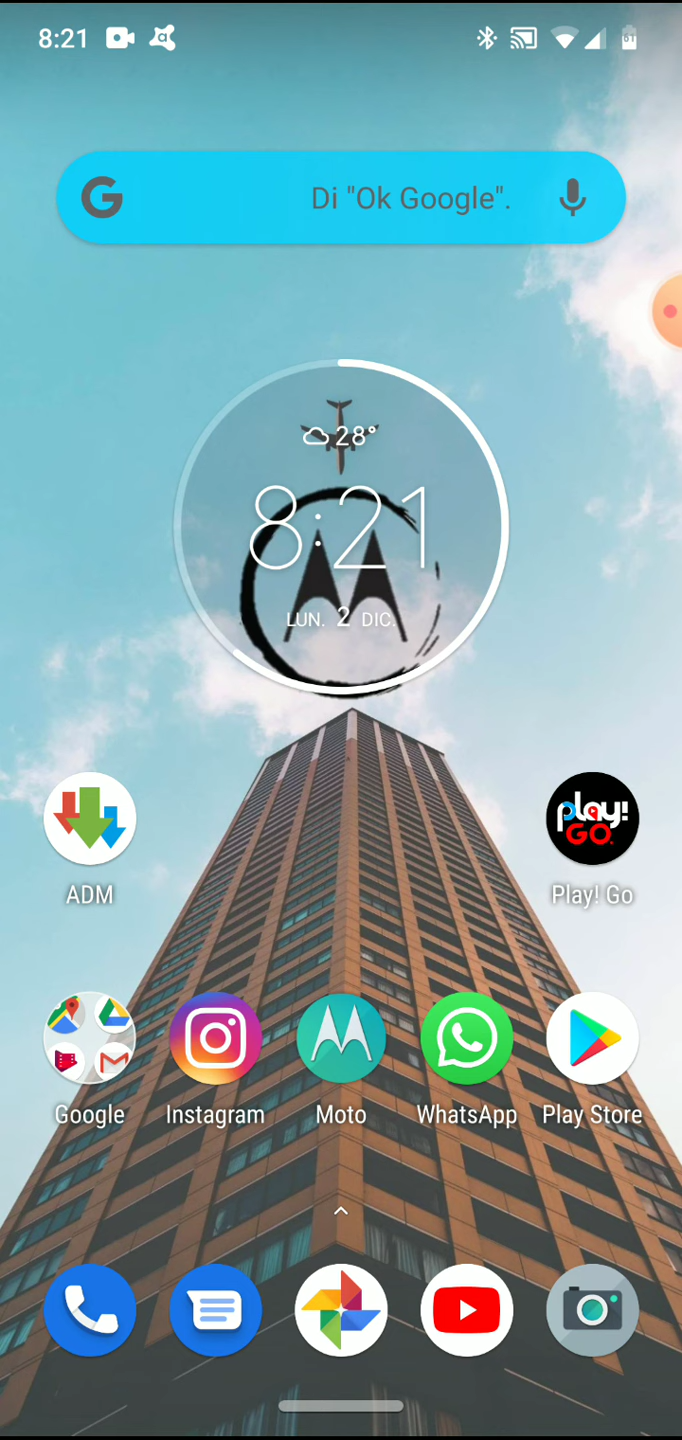 8:21
61
Di "Ok Google".
28°
8:21
LUN. 2 DIC.
play!
GO
ADM
Play! Go
Google
Instagram
Moto
WhatsApp
Play Store